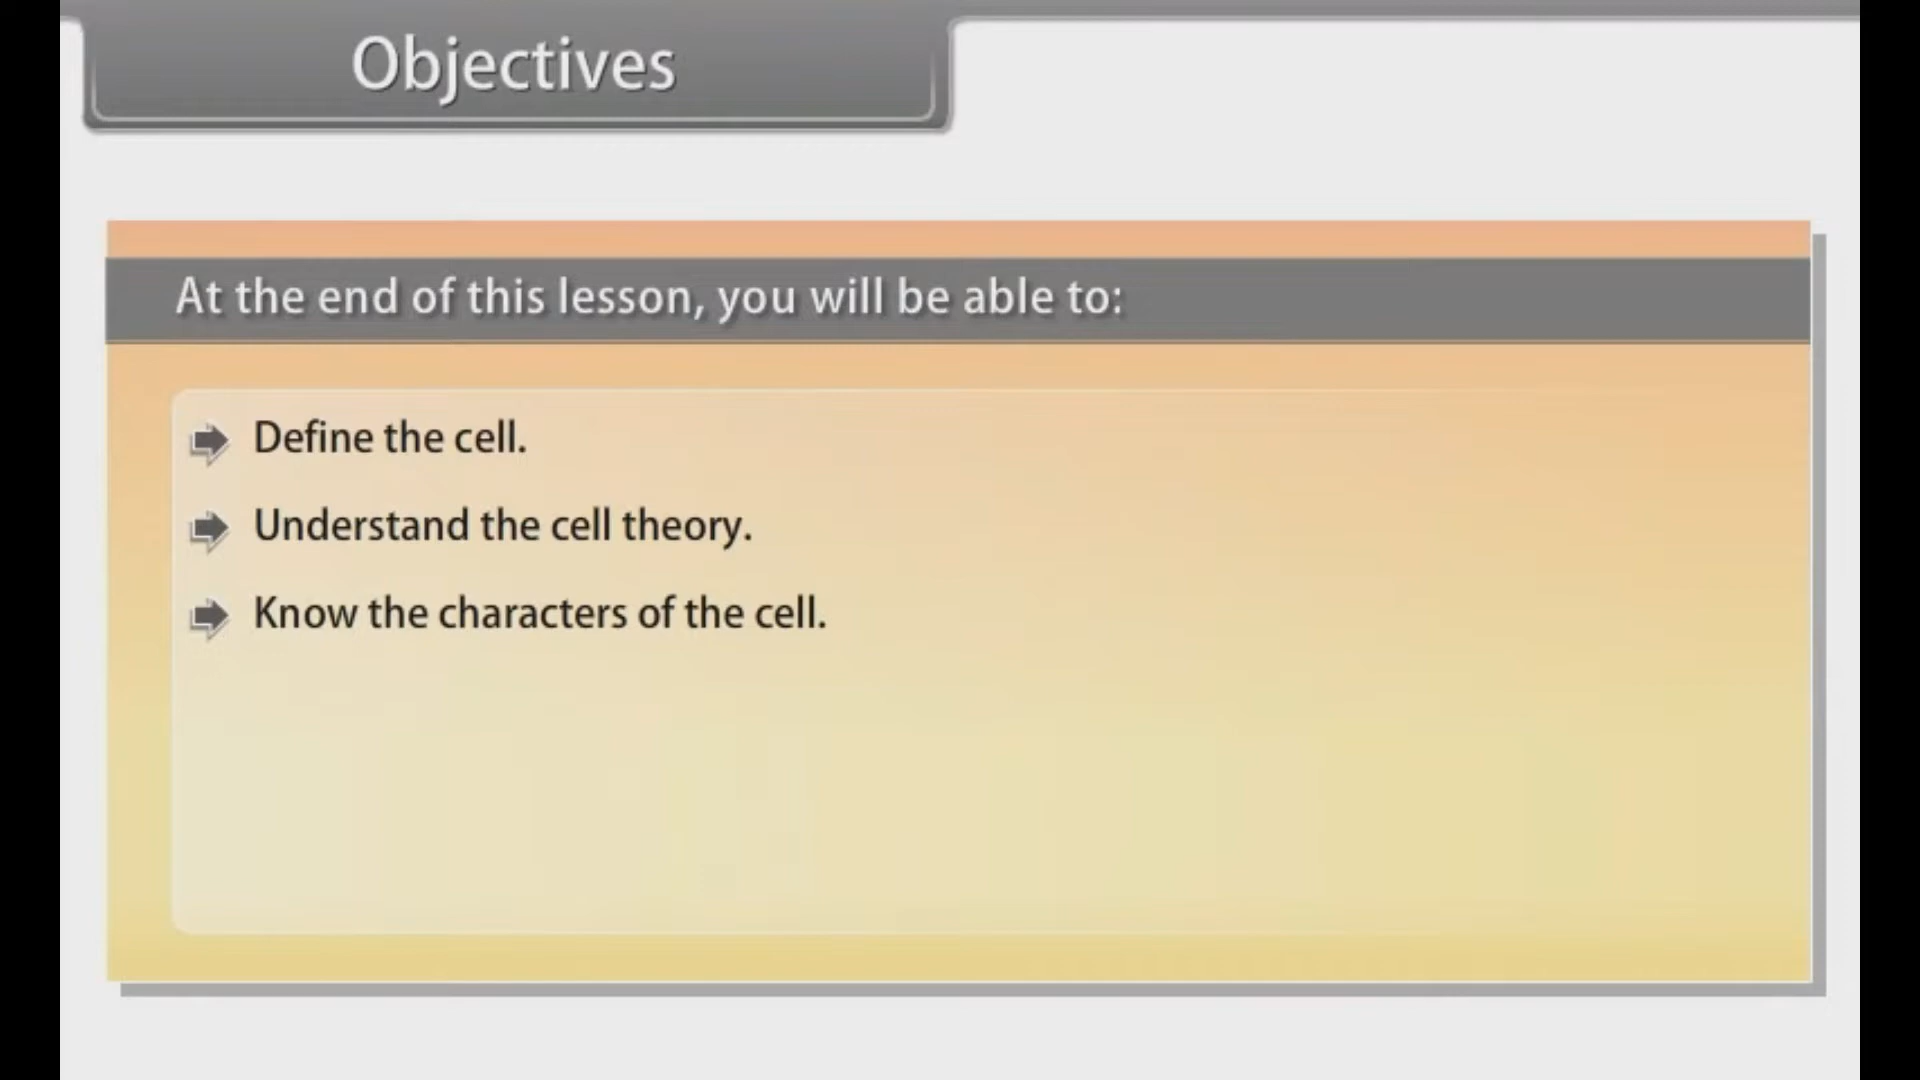 Objectives
At the end of this lesson, you will be able to:
Define the cell.
Understand the cell theory.
Know the characters of the cell.